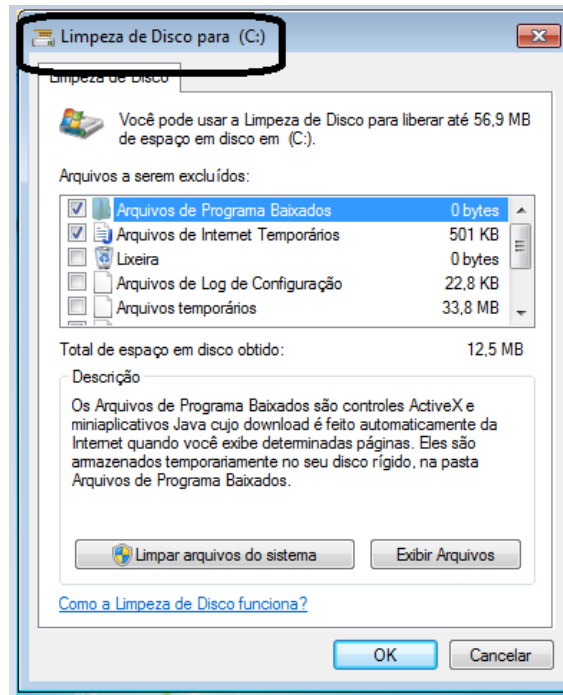 Limpeza de Disco para (C:)
Limpeza de Disco
Você pode usar a Limpeza de Disco para liberar até 56,9 MB
de espaço em disco em (C:).
Arquivos a serem excluídos:
Arquivos de Programa Baixados 0 bytes
Arquivos de Internet Temporários 501 KB
Lixeira 0 bytes
Arquivos de Log de Configuração 22,8 KB
Arquivos temporários 33,8 MB
Total de espaço em disco obtido: 12,5 MB
Descrição
Os Arquivos de Programa Baixados são controles ActiveX e
miniaplicativos Java cujo download é feito automaticamente da
Internet quando você exibe determinadas páginas. Eles são
armazenados temporariamente no seu disco rígido, na pasta
Arquivos de Programa Baixados.
Limpar arquivos do sistema Exibir Arquivos
Como a Limpeza de Disco funciona?
OK Cancelar